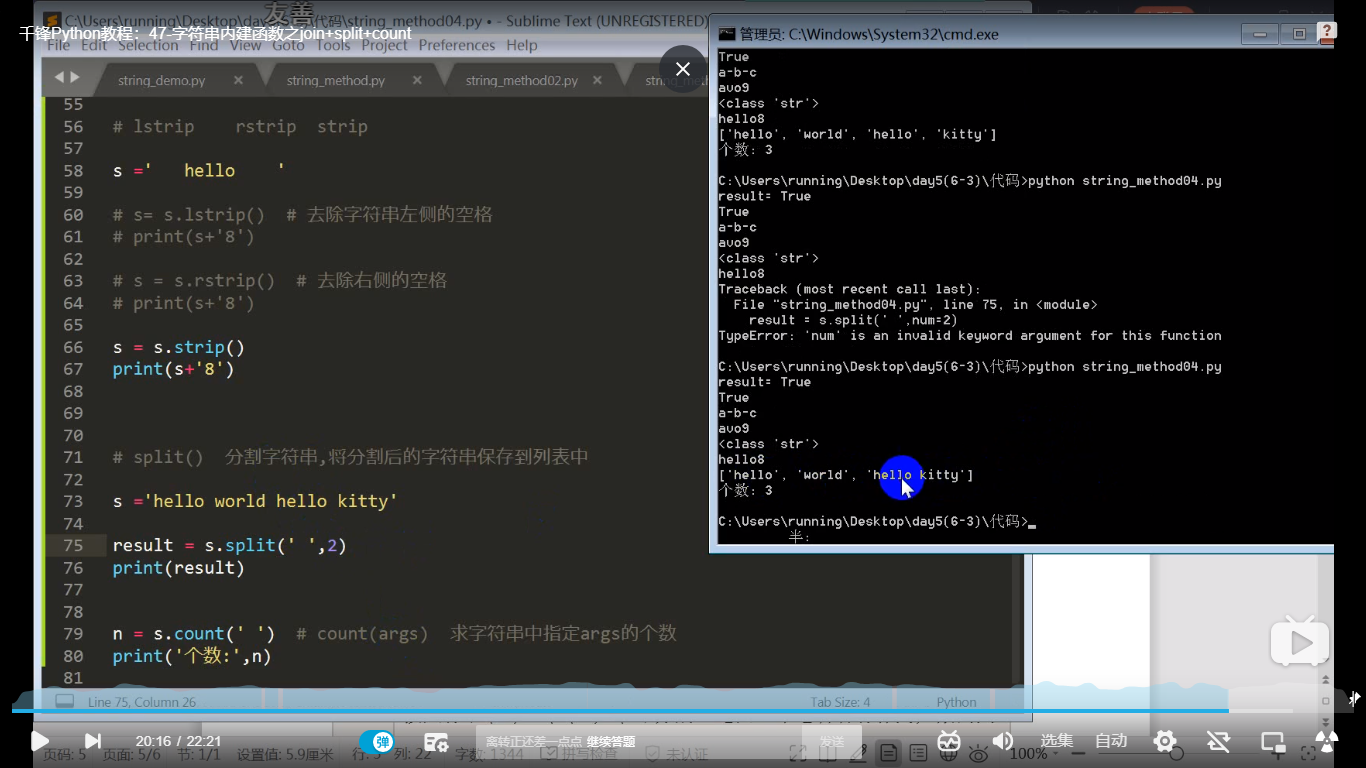 C:\Users\running\Desktop\day5(6-3)\代码\string_method04.py • - Sublime Text (UNREGISTERED)
友善
千锋Python教程：47-字符串内建函数之join+split+count
File Edit Selection Find View Goto Tools Project Preferences Help
string_demo.py × string_method.py × string_method02.py ×
55
56 # lstrip rstrip strip
57
58 s ='   hello    '
59
60 # s= s.lstrip() # 去除字符串左侧的空格
61 # print(s+'8')
62
63 # s = s.rstrip() # 去除右侧的空格
64 # print(s+'8')
65
66 s = s.strip()
67 print(s+'8')
68
69
70
71 # split() 分割字符串,将分割后的字符串保存到列表中
72
73 s ='hello world hello kitty'
74
75 result = s.split(' ',2)
76 print(result)
77
78
79 n = s.count(' ') # count(args) 求字符串中指定args的个数
80 print('个数:',n)
81
Line 75, Column 26 Tab Size: 4 Python
管理员: C:\Windows\System32\cmd.exe
True
a-b-c
avo9
<class 'str'>
hello8
['hello', 'world', 'hello', 'kitty']
个数: 3
C:\Users\running\Desktop\day5(6-3)\代码>python string_method04.py
result= True
True
a-b-c
avo9
<class 'str'>
hello8
Traceback (most recent call last):
File "string_method04.py", line 75, in <module>
result = s.split(' ',num=2)
TypeError: 'num' is an invalid keyword argument for this function
C:\Users\running\Desktop\day5(6-3)\代码>python string_method04.py
result= True
True
a-b-c
avo9
<class 'str'>
hello8
['hello', 'world', 'hello kitty']
个数: 3
C:\Users\running\Desktop\day5(6-3)\代码>
半:
20:16 / 22:21 弹 离转正还差一点点 继续答题 发送 选集 自动
页码: 5 页面: 5/6 节: 1/1 设置值: 5.9厘米 列: 22 字数: 1344 拼写检查 未认证 100%